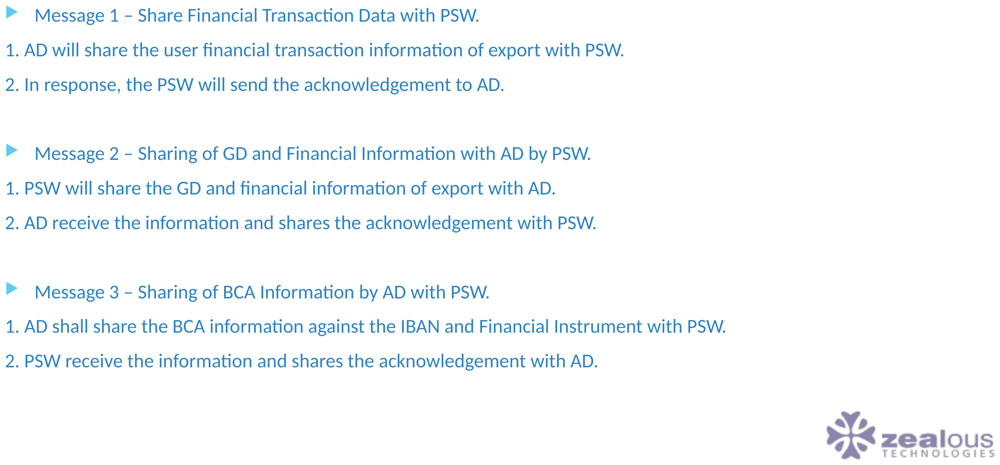 Message 1 – Share Financial Transaction Data with PSW.
1. AD will share the user financial transaction information of export with PSW.
2. In response, the PSW will send the acknowledgement to AD.
Message 2 – Sharing of GD and Financial Information with AD by PSW.
1. PSW will share the GD and financial information of export with AD.
2. AD receive the information and shares the acknowledgement with PSW.
Message 3 – Sharing of BCA Information by AD with PSW.
1. AD shall share the BCA information against the IBAN and Financial Instrument with PSW.
2. PSW receive the information and shares the acknowledgement with AD.
zealous
TECHNOLOGIES